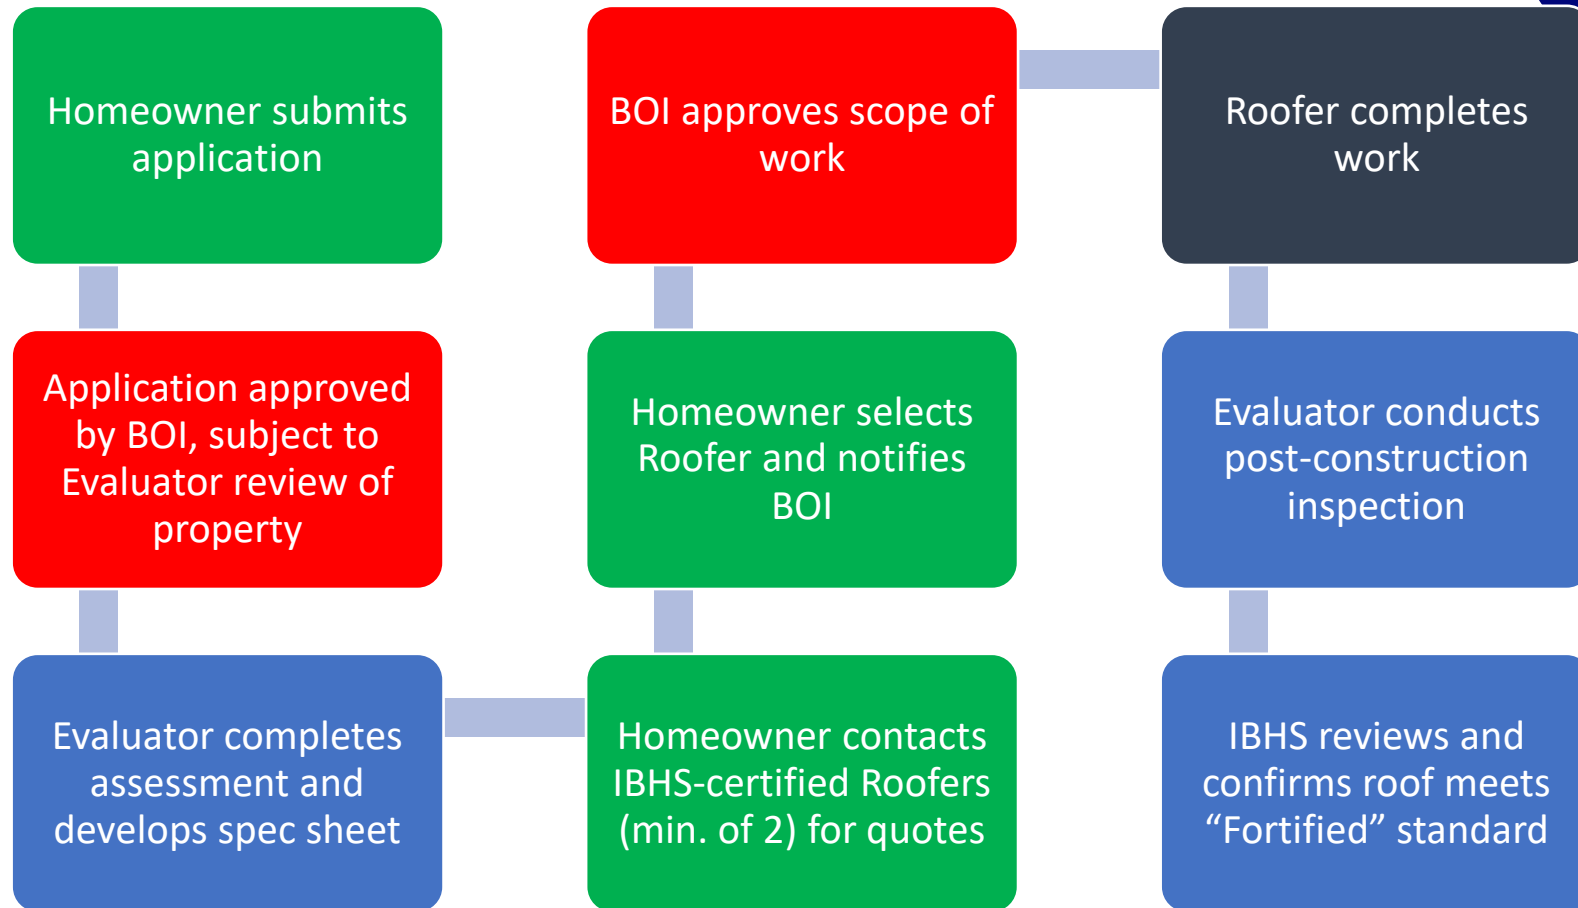 Homeowner submits
application
Application approved
by BOI, subject to
Evaluator review of
property
Evaluator completes
assessment and
develops spec sheet
Homeowner contacts
IBHS-certified Roofers
(min. of 2) for quotes
Homeowner selects
Roofer and notifies
BOI
BOI approves scope of
work
Roofer completes
work
Evaluator conducts
post-construction
inspection
IBHS reviews and
confirms roof meets
“Fortified” standard